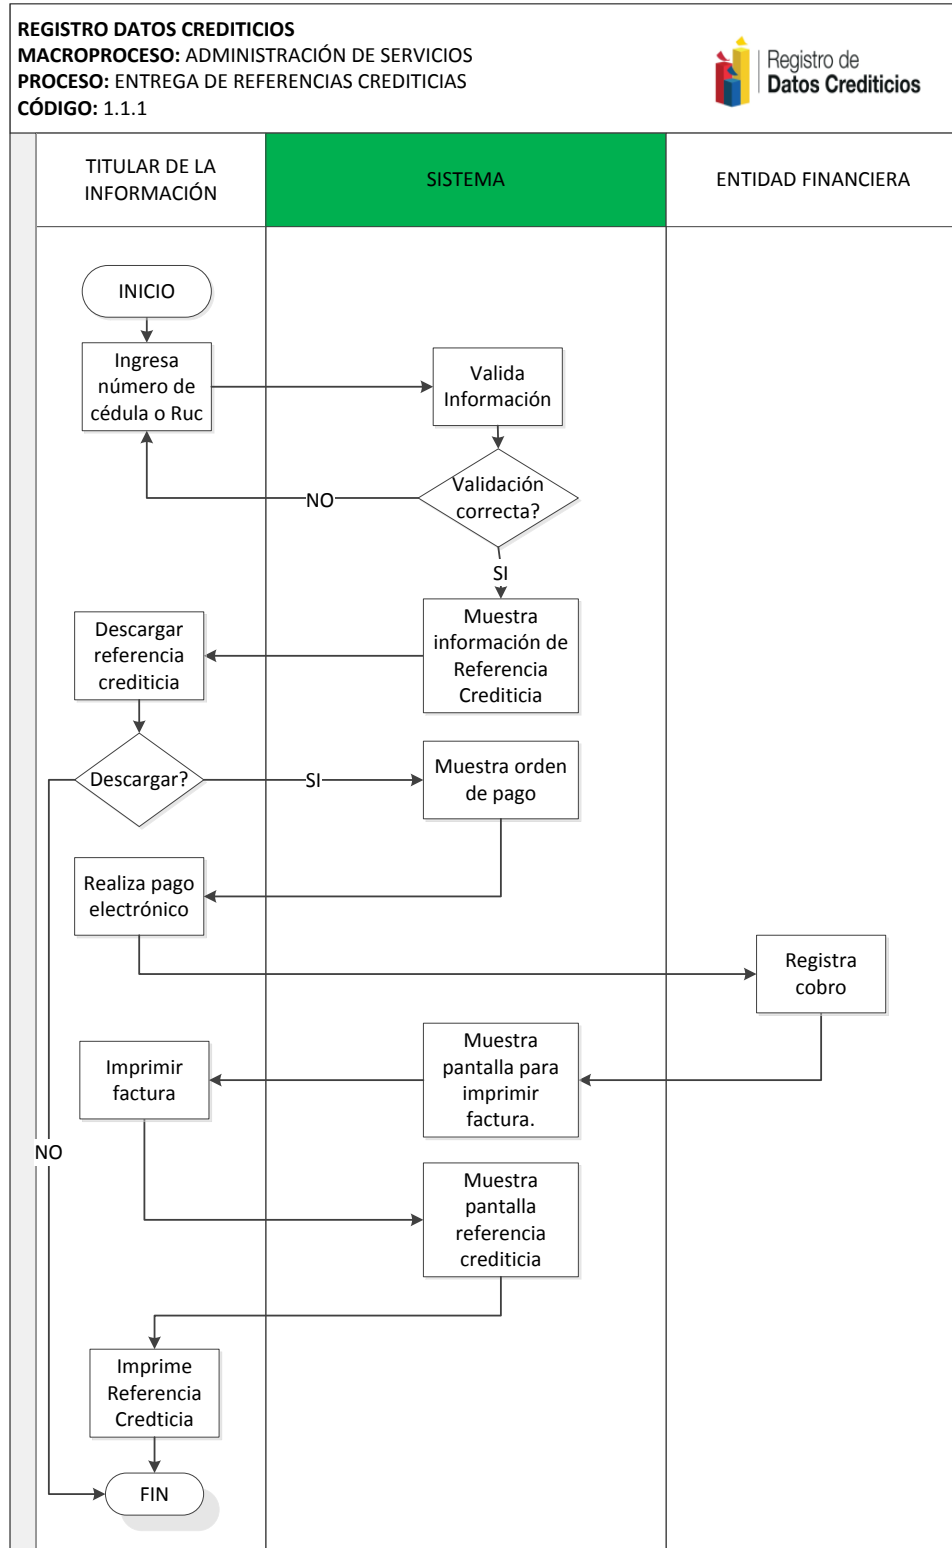 REGISTRO DATOS CREDITICIOS
MACROPROCESO: ADMINISTRACIÓN DE SERVICIOS
PROCESO: ENTREGA DE REFERENCIAS CREDITICIAS
CÓDIGO: 1.1.1
Registro de
Datos Crediticios
TITULAR DE LA
INFORMACIÓN
SISTEMA
ENTIDAD FINANCIERA
INICIO
Ingresa
número de
cédula o Ruc
Valida
Información
Validación
correcta?
NO
SI
Muestra
información de
Referencia
Crediticia
Descargar
referencia
crediticia
Descargar?
SI
Muestra orden
de pago
Realiza pago
electrónico
Registra
cobro
Muestra
pantalla para
imprimir
factura.
Imprimir
factura
NO
Muestra
pantalla
referencia
crediticia
Imprime
Referencia
Credticia
FIN